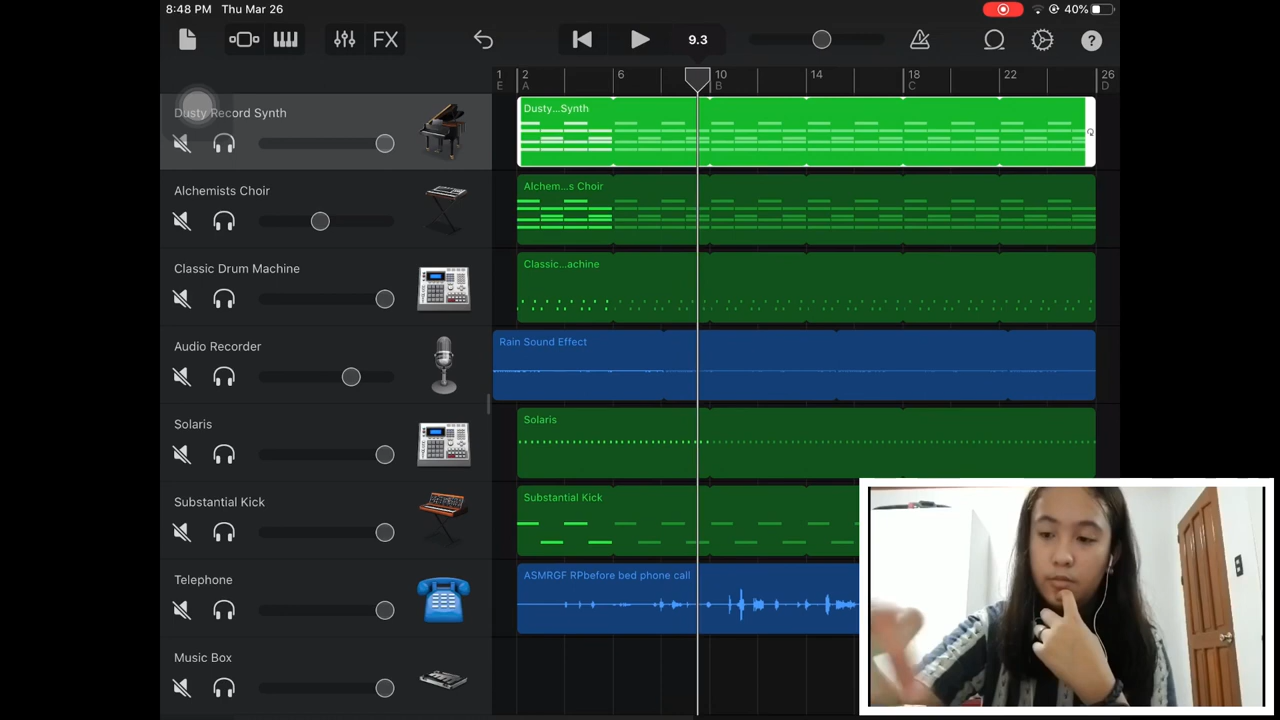 8:48 PM Thu Mar 26
40%
FX
9.3
?
1 2 6 10 14 18 22 26
E A B C D
Dusty Record Synth
Dusty...Synth
Alchemists Choir
Alchem...s Choir
Classic Drum Machine
Classic...achine
Audio Recorder
Rain Sound Effect
Solaris
Solaris
Substantial Kick
Substantial Kick
Telephone
ASMRGF RPbefore bed phone call
Music Box